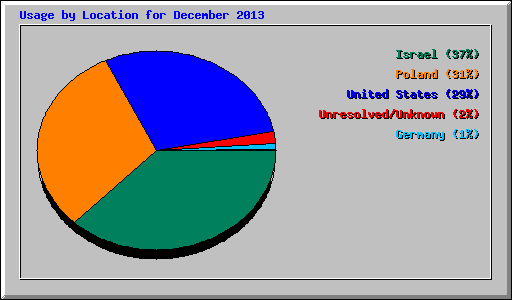 Usage by Location for December 2013
Israel (37%)
Poland (31%)
United States (29%)
Unresolved/Unknown (2%)
Germany (1%)